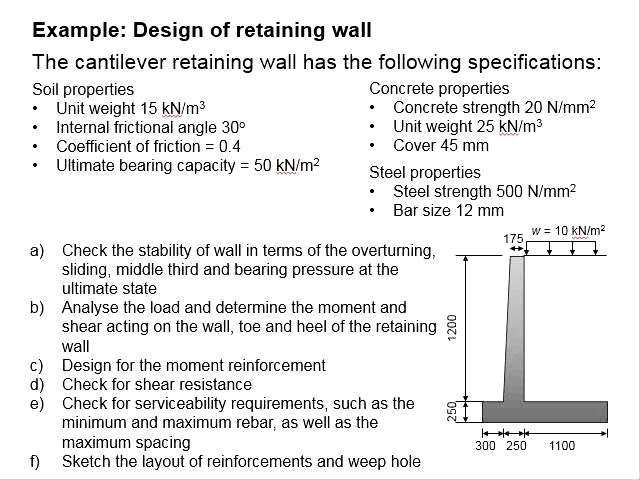 Example: Design of retaining wall
The cantilever retaining wall has the following specifications:
Soil properties
• Unit weight 15 kN/m³
• Internal frictional angle 30º
• Coefficient of friction = 0.4
• Ultimate bearing capacity = 50 kN/m²
Concrete properties
• Concrete strength 20 N/mm²
• Unit weight 25 kN/m³
• Cover 45 mm
Steel properties
• Steel strength 500 N/mm²
• Bar size 12 mm
a) Check the stability of wall in terms of the overturning,
sliding, middle third and bearing pressure at the
ultimate state
b) Analyse the load and determine the moment and
shear acting on the wall, toe and heel of the retaining
wall
c) Design for the moment reinforcement
d) Check for shear resistance
e) Check for serviceability requirements, such as the
minimum and maximum rebar, as well as the
maximum spacing
f) Sketch the layout of reinforcements and weep hole
w = 10 kN/m²
175
1200
250
300 250 1100